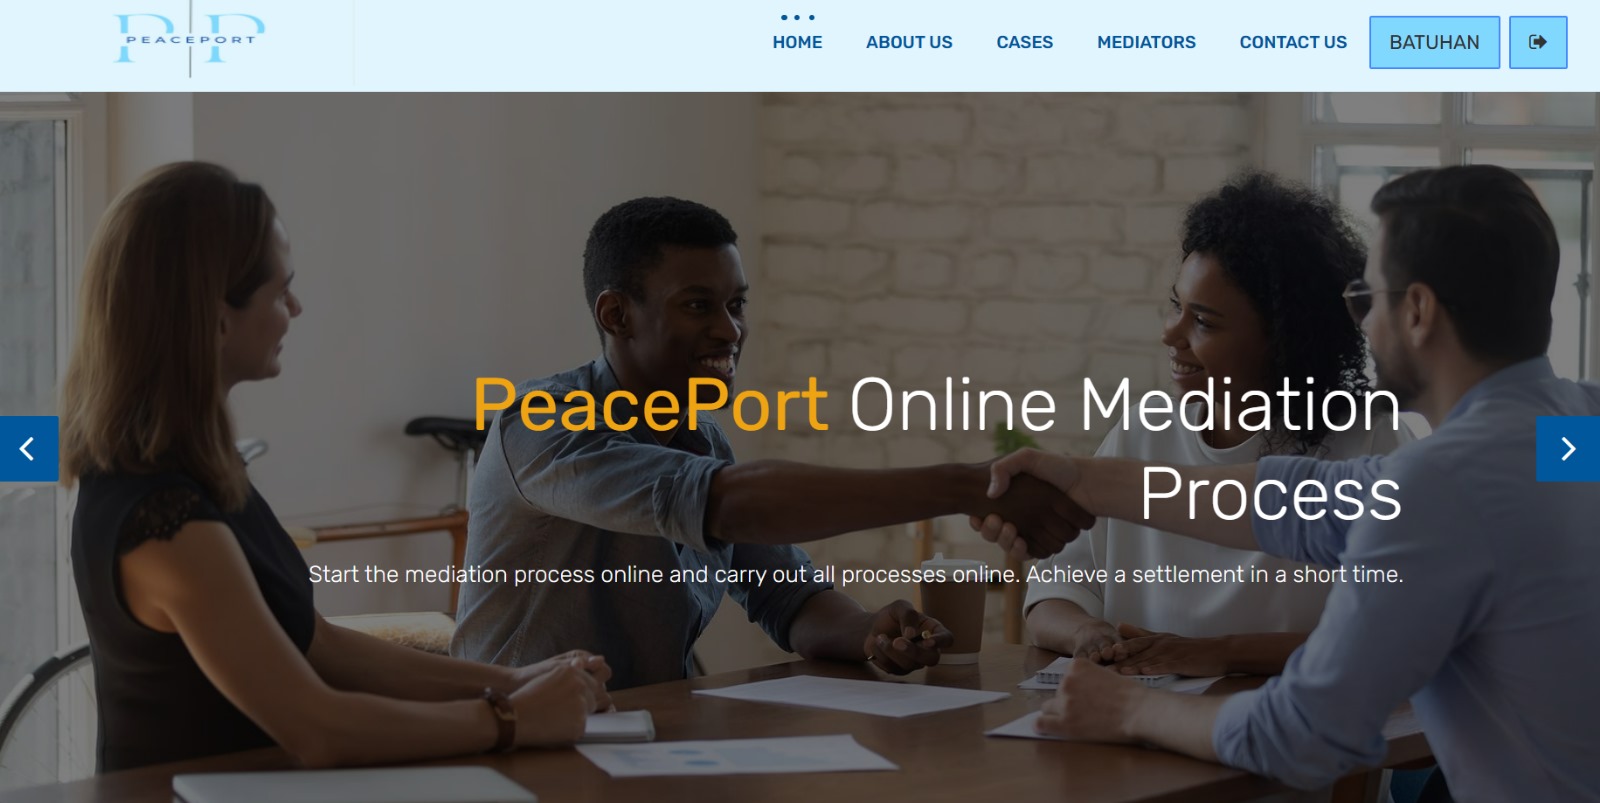 PP
PEACEPORT
HOME
ABOUT US
CASES
MEDIATORS
CONTACT US
BATUHAN
PeacePort Online Mediation
Process
Start the mediation process online and carry out all processes online. Achieve a settlement in a short time.